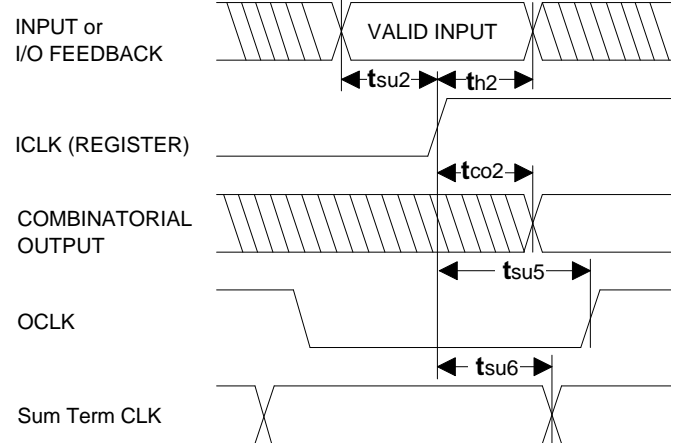 INPUT or
I/O FEEDBACK
VALID INPUT
tsu2
th2
ICLK (REGISTER)
tco2
COMBINATORIAL
OUTPUT
tsu5
OCLK
tsu6
Sum Term CLK